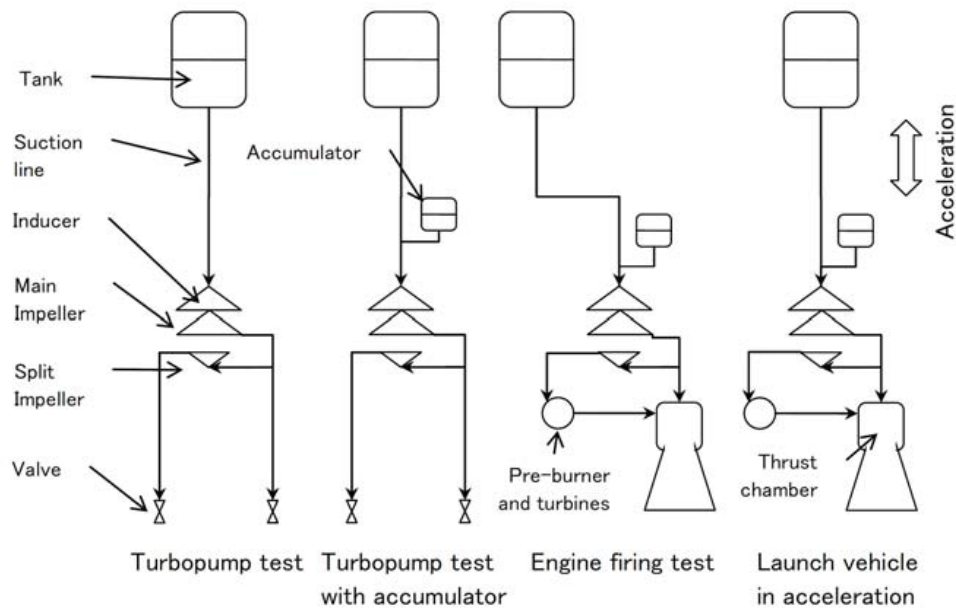 Tank
Suction
line
Accumulator
Acceleration
Inducer
Main
Impeller
Split
Impeller
Valve
Pre-burner
and turbines
Thrust
chamber
Turbopump test
Turbopump test
with accumulator
Engine firing test
Launch vehicle
in acceleration